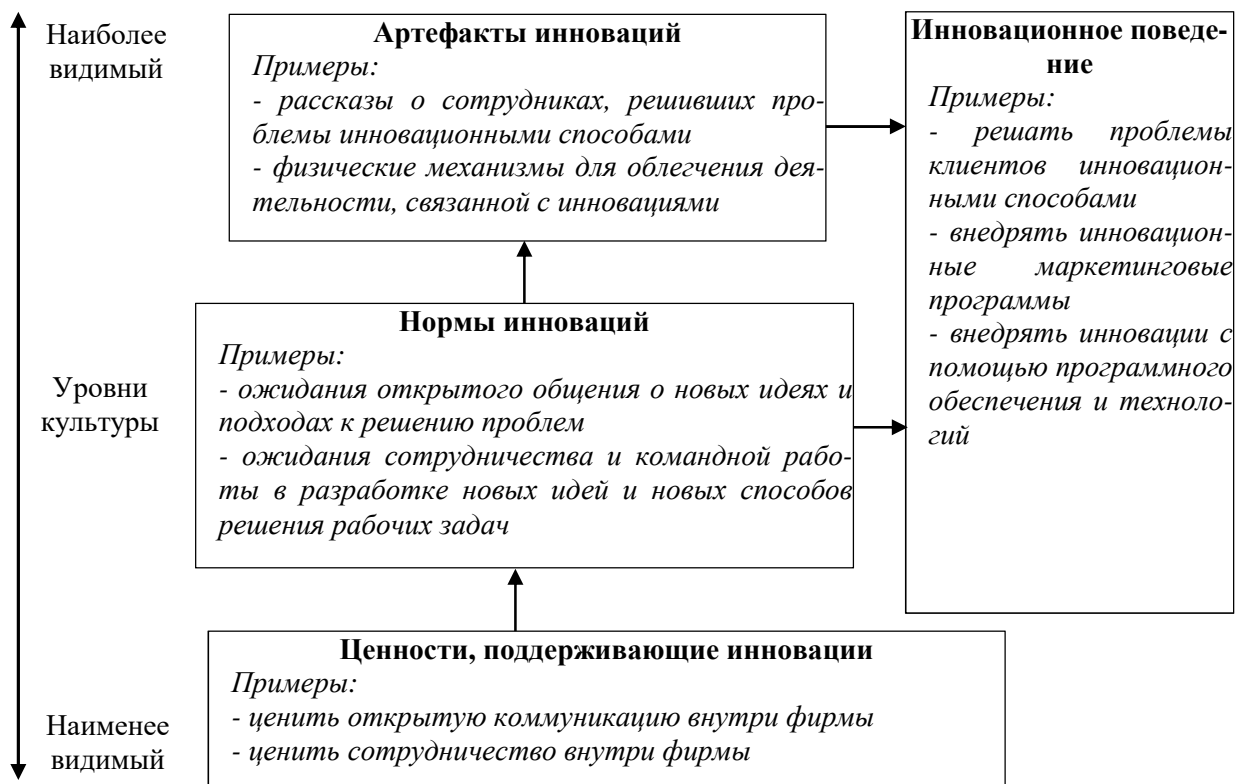 Наиболее
видимый
Артефакты инноваций
Примеры:
- рассказы о сотрудниках, решивших про-
блемы инновационными способами
- физические механизмы для облегчения дея-
тельности, связанной с инновациями
Инновационное поведе-
ние
Примеры:
- решать проблемы
клиентов инновацион-
ными способами
- внедрять инновацион-
ные маркетинговые
программы
- внедрять инновации с
помощью программного
обеспечения и техноло-
гий
Уровни
культуры
Нормы инноваций
Примеры:
- ожидания открытого общения о новых идеях и
подходах к решению проблем
- ожидания сотрудничества и командной рабо-
ты в разработке новых идей и новых способов
решения рабочих задач
Наименее
видимый
Ценности, поддерживающие инновации
Примеры:
- ценить открытую коммуникацию внутри фирмы
- ценить сотрудничество внутри фирмы